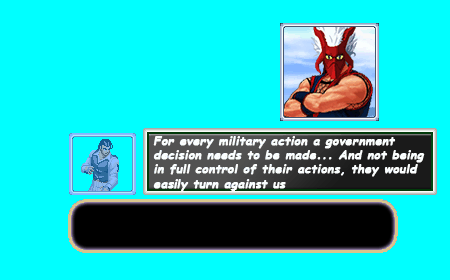 For every military action a government
decision needs to be made... And not being
in full control of their actions, they would
easily turn against us